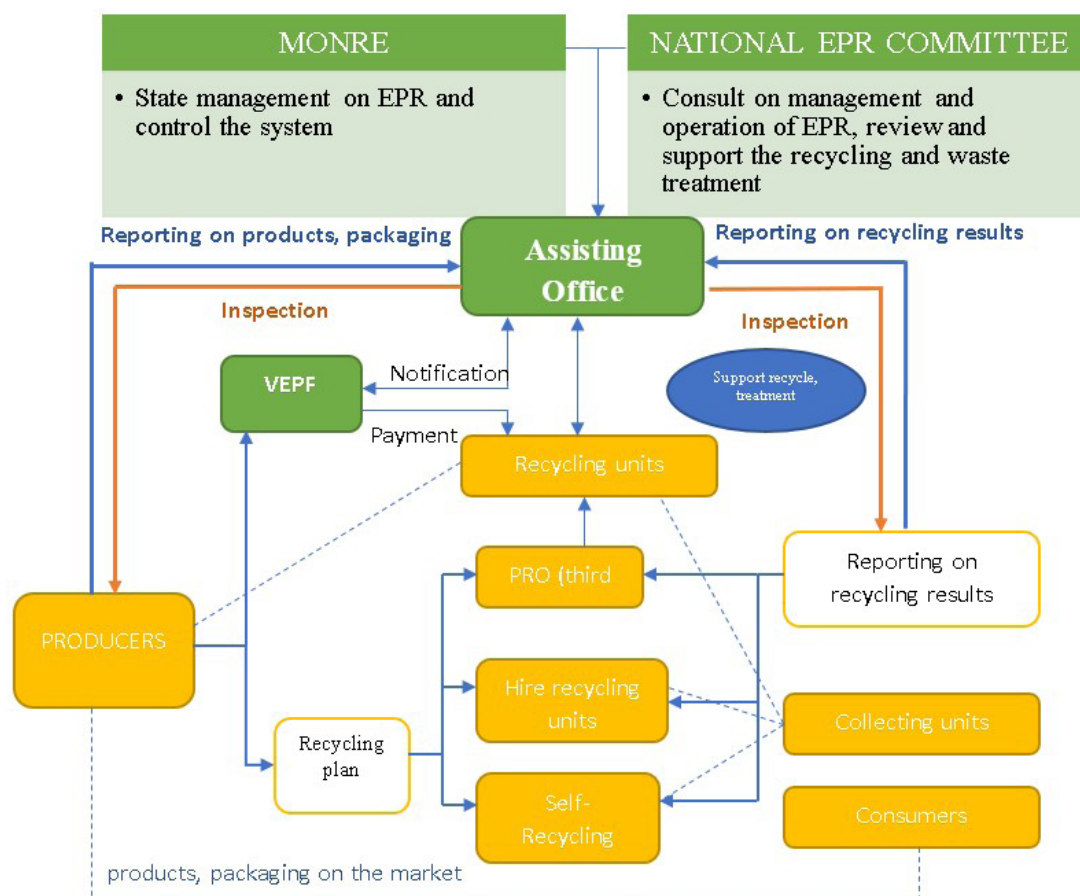 MONRE
• State management on EPR and
control the system
NATIONAL EPR COMMITTEE
• Consult on management and
operation of EPR, review and
support the recycling and waste
treatment
Reporting on products, packaging
Assisting
Office
Reporting on recycling results
Inspection
Inspection
VEPF
Notification
Support recycle,
treatment
Payment
Recycling units
PRO (third
Reporting on
recycling results
PRODUCERS
Hire recycling
units
Collecting units
Recycling
plan
Self-
Recycling
Consumers
products, packaging on the market